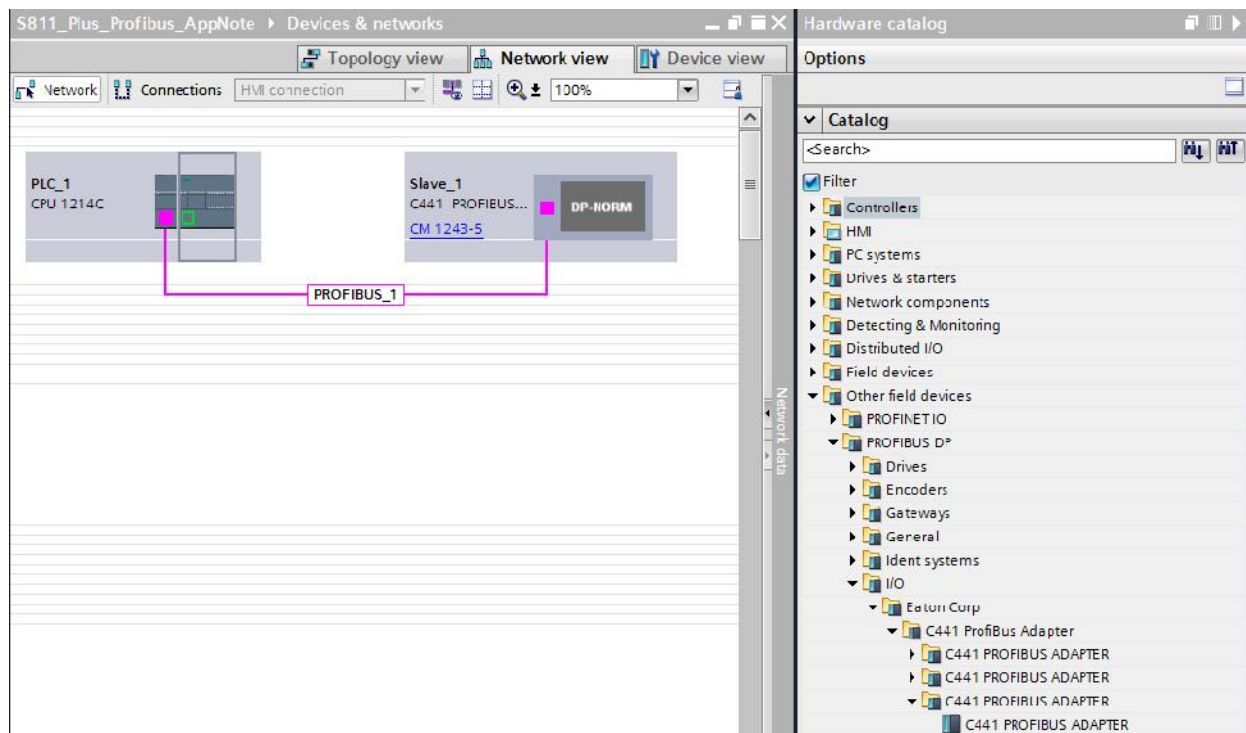 S811_Plus_Profibus_AppNote ▸ Devices & networks
Topology view Network view Device view
Network Connections HMI connection 100%
PLC_1
CPU 1214C
Slave_1
C441 PROFIBUS...
CM 1243-5
DP-NORM
PROFIBUS_1
Network data
Hardware catalog
Options
Catalog
<Search>
Filter
Controllers
HMI
PC systems
Drives & starters
Network components
Detecting & Monitoring
Distributed I/O
Field devices
Other field devices
PROFINET IO
PROFIBUS DP
Drives
Encoders
Gateways
General
Ident systems
I/O
Eaton Corp
C441 ProfiBus Adapter
C441 PROFIBUS ADAPTER
C441 PROFIBUS ADAPTER
C441 PROFIBUS ADAPTER
C441 PROFIBUS ADAPTER